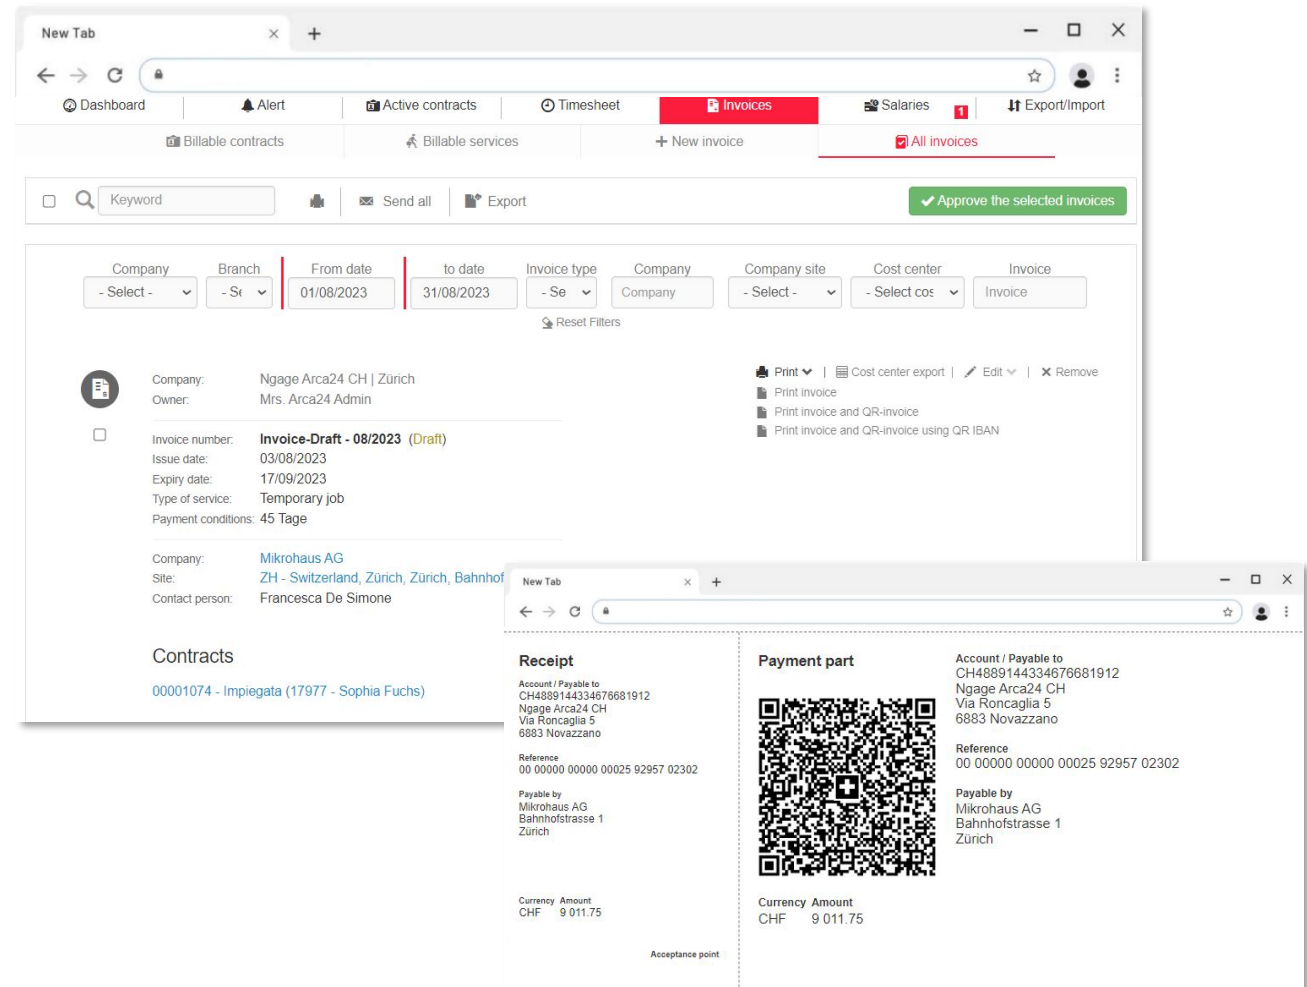 New Tab
Dashboard Alert Active contracts Timesheet Invoices Salaries 1 Export/Import
Billable contracts Billable services New invoice All invoices
Keyword Send all Export Approve the selected invoices
Company Branch From date to date Invoice type Company Company site Cost center Invoice
- Select - - Se 01/08/2023 31/08/2023 - Se Company - Select - - Select cos Invoice
Reset Filters
Company: Ngage Arca24 CH | Zürich
Owner: Mrs. Arca24 Admin
Print | Cost center export | Edit | Remove
Print invoice
Print invoice and QR-invoice
Print invoice and QR-invoice using QR IBAN
Invoice number: Invoice-Draft - 08/2023 (Draft)
Issue date: 03/08/2023
Expiry date: 17/09/2023
Type of service: Temporary job
Payment conditions: 45 Tage
Company: Mikrohaus AG
Site: ZH - Switzerland, Zürich, Zürich, Bahnhof
Contact person: Francesca De Simone
Contracts
00001074 - Impiegata (17977 - Sophia Fuchs)
New Tab
Receipt
Account / Payable to
CH4889144334676681912
Ngage Arca24 CH
Via Roncaglia 5
6883 Novazzano
Reference
00 00000 00000 00025 92957 02302
Payable by
Mikrohaus AG
Bahnhofstrasse 1
Zürich
Currency Amount
CHF 9 011.75
Acceptance point
Payment part
Currency Amount
CHF 9 011.75
Account / Payable to
CH4889144334676681912
Ngage Arca24 CH
Via Roncaglia 5
6883 Novazzano
Reference
00 00000 00000 00025 92957 02302
Payable by
Mikrohaus AG
Bahnhofstrasse 1
Zürich